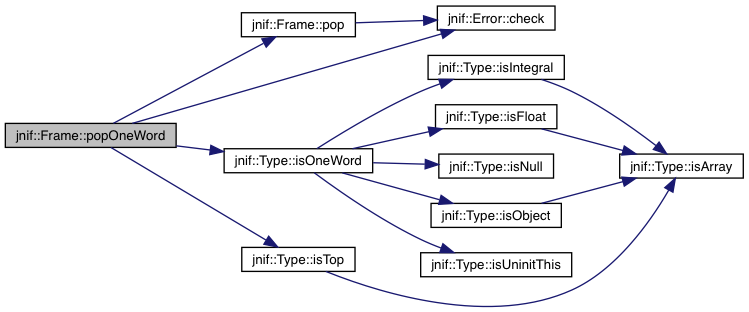 jnif::Frame::popOneWord
jnif::Frame::pop
jnif::Error::check
jnif::Type::isOneWord
jnif::Type::isIntegral
jnif::Type::isFloat
jnif::Type::isNull
jnif::Type::isObject
jnif::Type::isUninitThis
jnif::Type::isArray
jnif::Type::isTop